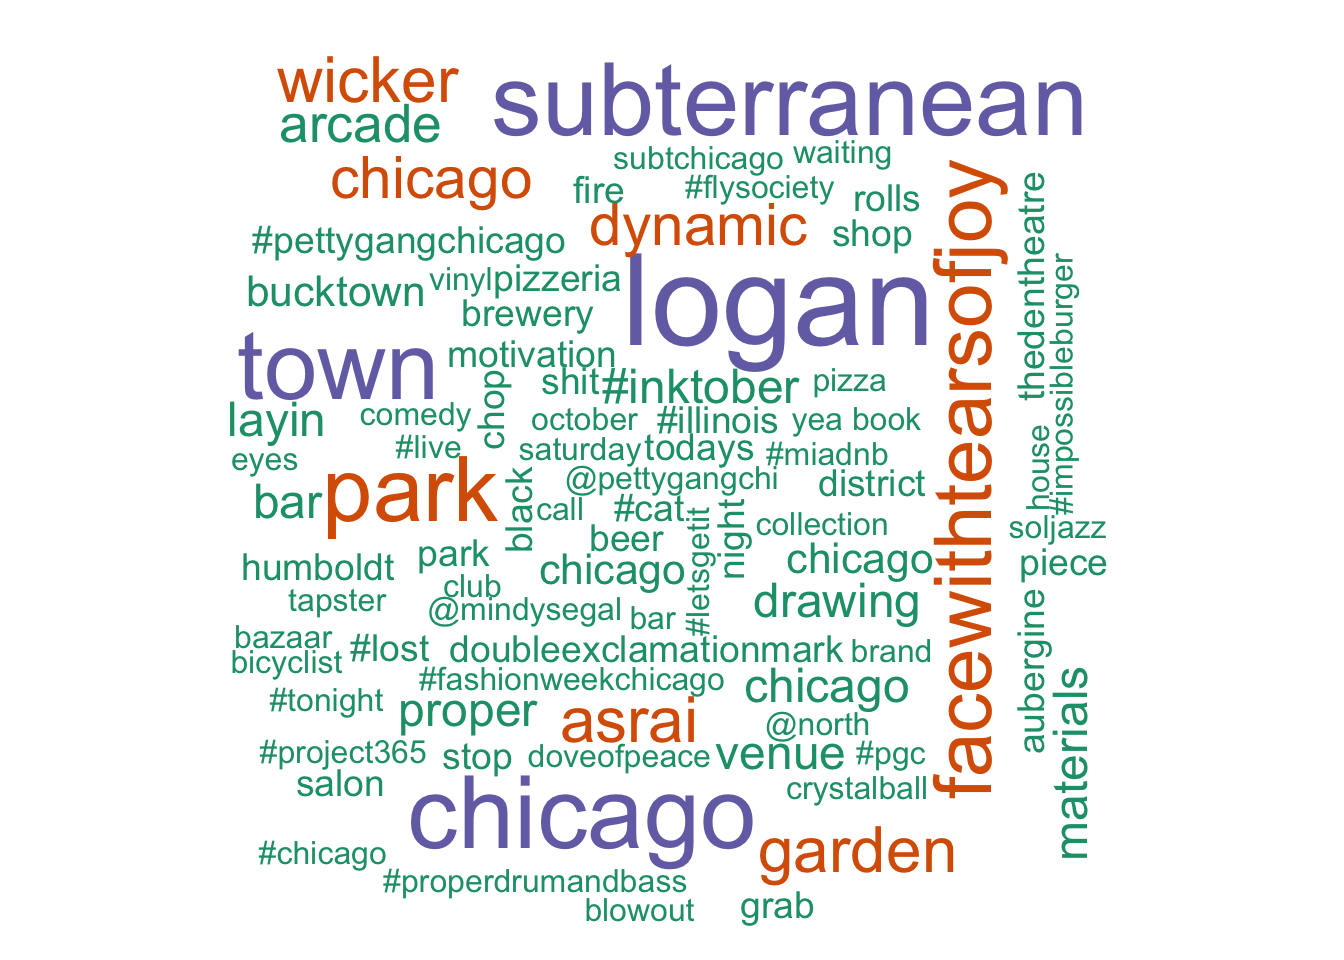 wicker
subterranean
arcade
chicago
subtchicago
waiting
fire
#flysociety
rolls
#pettygangchicago
dynamic
shop
facewithtearsofjoy
thedentheatre
#impossibleburger
bucktown
vinyl
pizzeria
logan
brewery
town
motivation
chop
shit
#inktober
pizza
layin
comedy
october
#illinois
yea
book
#live
saturday
todays
#miadnb
eyes
park
@pettygangchi
district
house
bar
black
call
#cat
#letsgetit
night
collection
soljazz
humboldt
park
beer
chicago
chicago
piece
tapster
club
@mindysegal
bar
drawing
bazaar
bicyclist
#lost
doubleexclamationmark
brand
aubergine
materials
#tonight
#fashionweekchicago
chicago
proper
asrai
@north
#project365
stop
doveofpeace
venue
#pgc
salon
chicago
crystalball
#chicago
garden
#properdrumandbass
blowout
grab